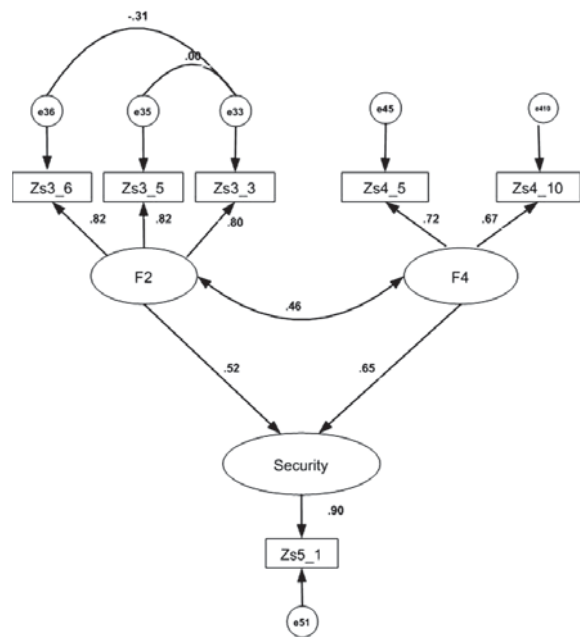 -.31
.00
e36
e35
e33
e45
e410
Zs3_6
Zs3_5
Zs3_3
Zs4_5
Zs4_10
.82
.82
.80
.72
.67
F2
F4
.46
.52
.65
Security
.90
Zs5_1
e51